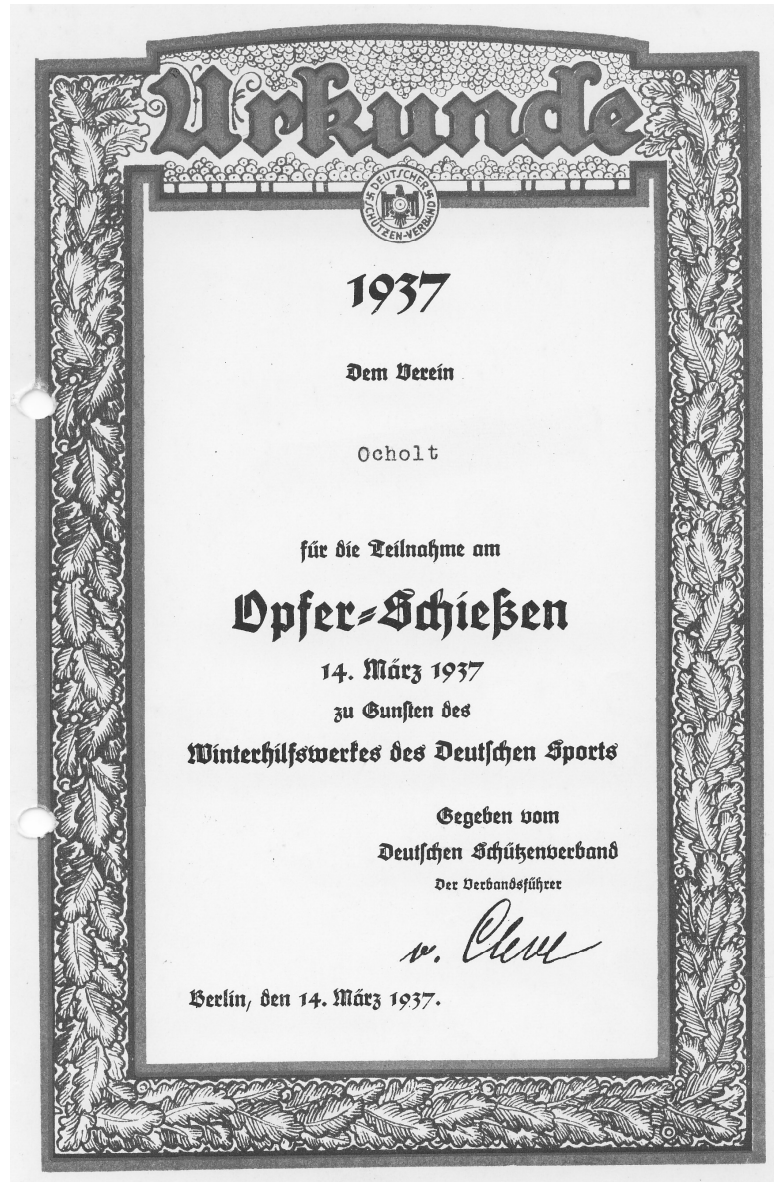 Urkunde
DEUTSCHER
SCHÜTZEN-VERBAND
1937
Dem Verein
Ocholt
für die Teilnahme am
Opfer=Schießen
14. März 1937
zu Gunsten des
Winterhilfswerkes des Deutschen Sports
Gegeben vom
Deutschen Schützenverband
Der Verbandsführer
v. Cleve
Berlin, den 14. März 1937.